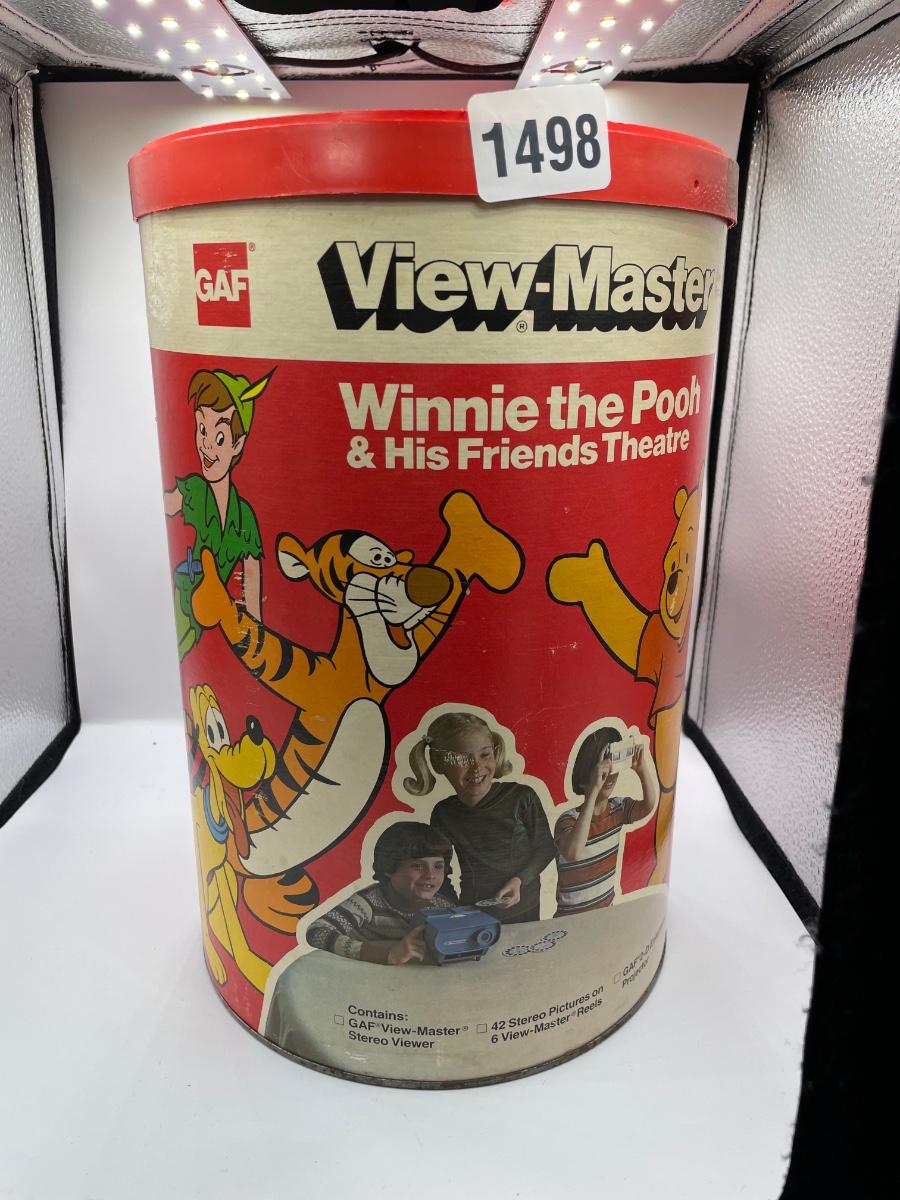 1498
GAF®
View-Master
®
Winnie the Pooh
& His Friends Theatre
Contains:
□ GAF® View-Master®
Stereo Viewer
□ 42 Stereo Pictures on
6 View-Master® Reels
□ GAF®
Projector